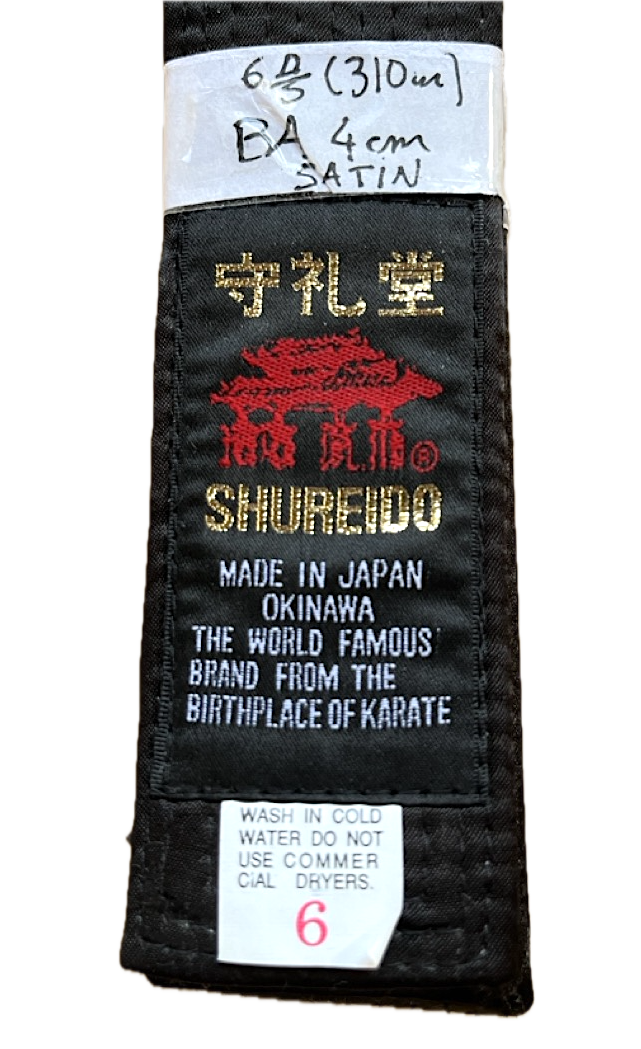 6 (310cm)
BA 4cm
SATIN
守礼堂
®
SHUREIDO
MADE IN JAPAN
OKINAWA
THE WORLD FAMOUS
BRAND FROM THE
BIRTHPLACE OF KARATE
WASH IN COLD
WATER DO NOT
USE COMMER
CIAL DRYERS.
6